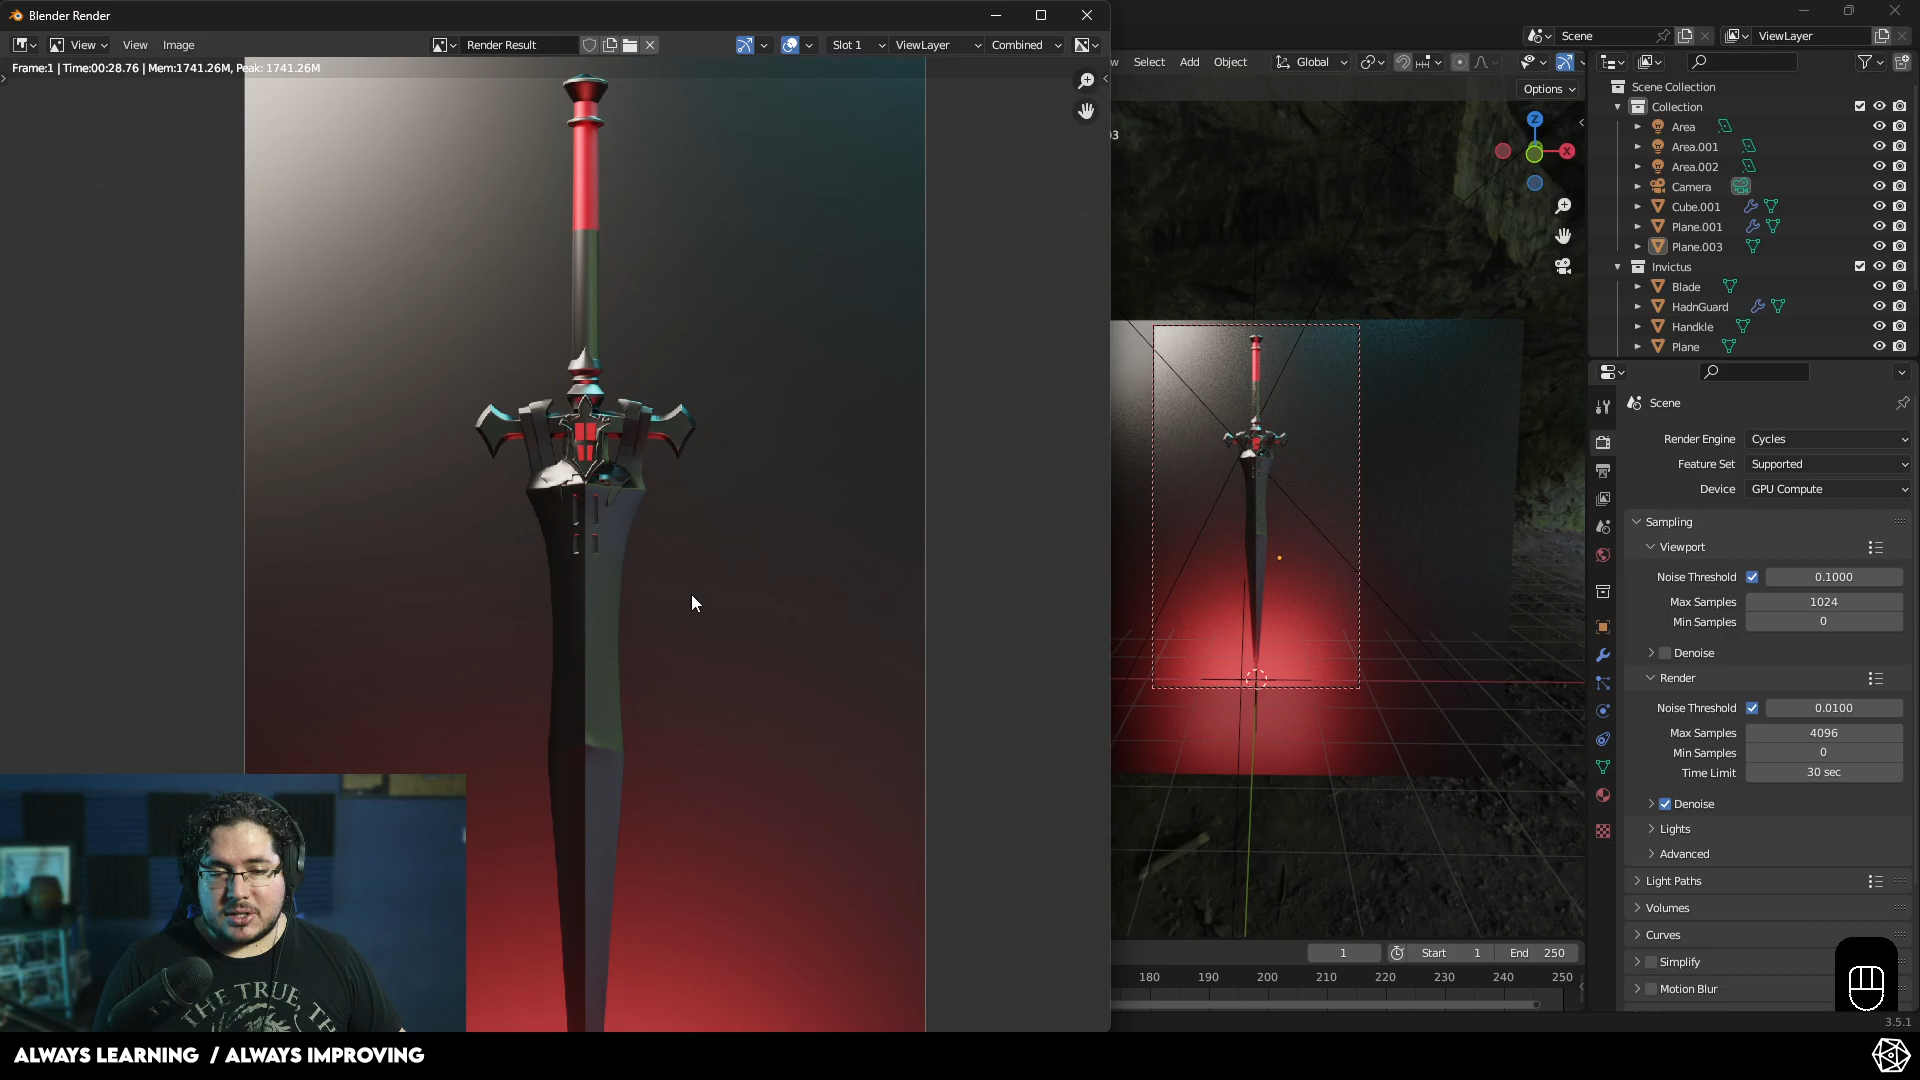 Blender Render
View
View
Image
Render Result
Slot 1
ViewLayer
Combined
Frame:1 | Time:00:28.76 | Mem:1741.26M, Peak: 1741.26M
Scene
ViewLayer
Select
Add
Object
Global
Options
Z
X
Scene Collection
Collection
Area
Area.001
Area.002
Camera
Cube.001
Plane.001
Plane.003
Invictus
Blade
HadnGuard
Handkle
Plane
Scene
Render Engine
Cycles
Feature Set
Supported
Device
GPU Compute
Sampling
Viewport
Noise Threshold
0.1000
Max Samples
1024
Min Samples
0
Denoise
Render
Noise Threshold
0.0100
Max Samples
4096
Min Samples
0
Time Limit
30 sec
Denoise
Lights
Advanced
Light Paths
Volumes
Curves
Simplify
Motion Blur
1
Start
1
End
250
180
190
200
210
220
230
240
250
3.5.1
THE TRUE, TH
ALWAYS LEARNING / ALWAYS IMPROVING